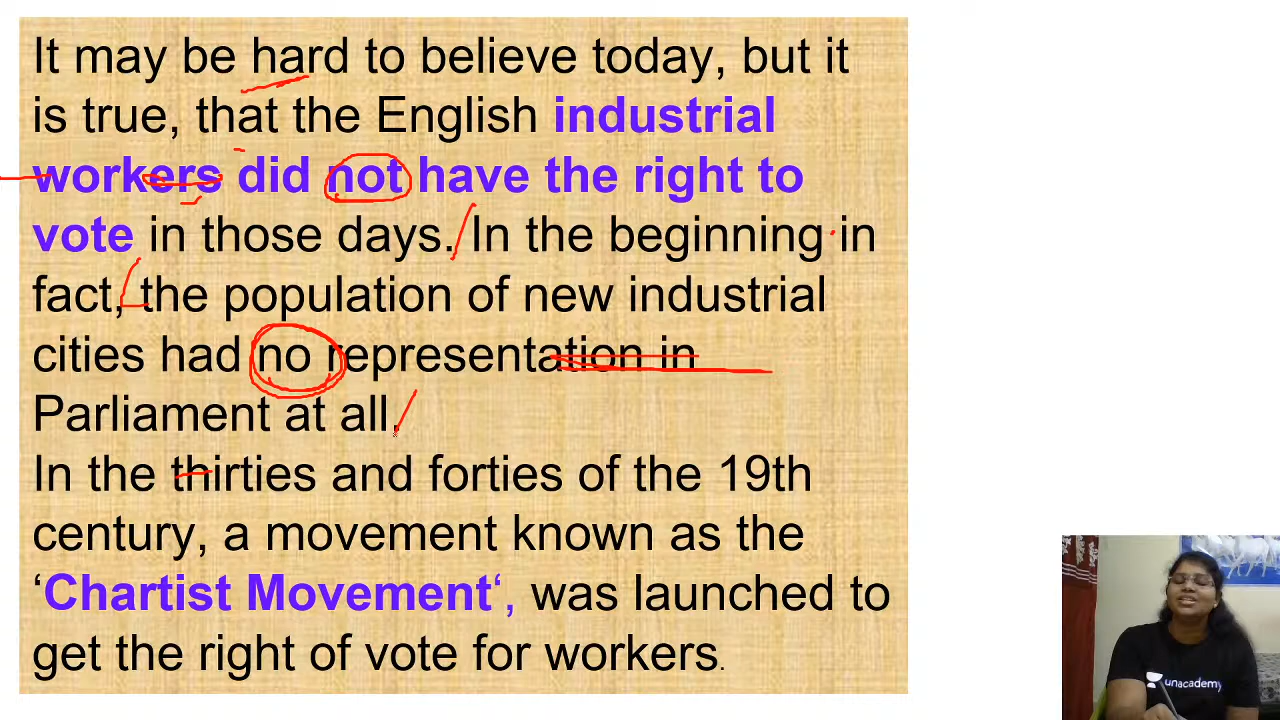 It may be hard to believe today, but it
is true, that the English industrial
workers did not have the right to
vote in those days. In the beginning in
fact, the population of new industrial
cities had no representation in
Parliament at all.
In the thirties and forties of the 19th
century, a movement known as the
‘Chartist Movement‘, was launched to
get the right of vote for workers.
unacademy